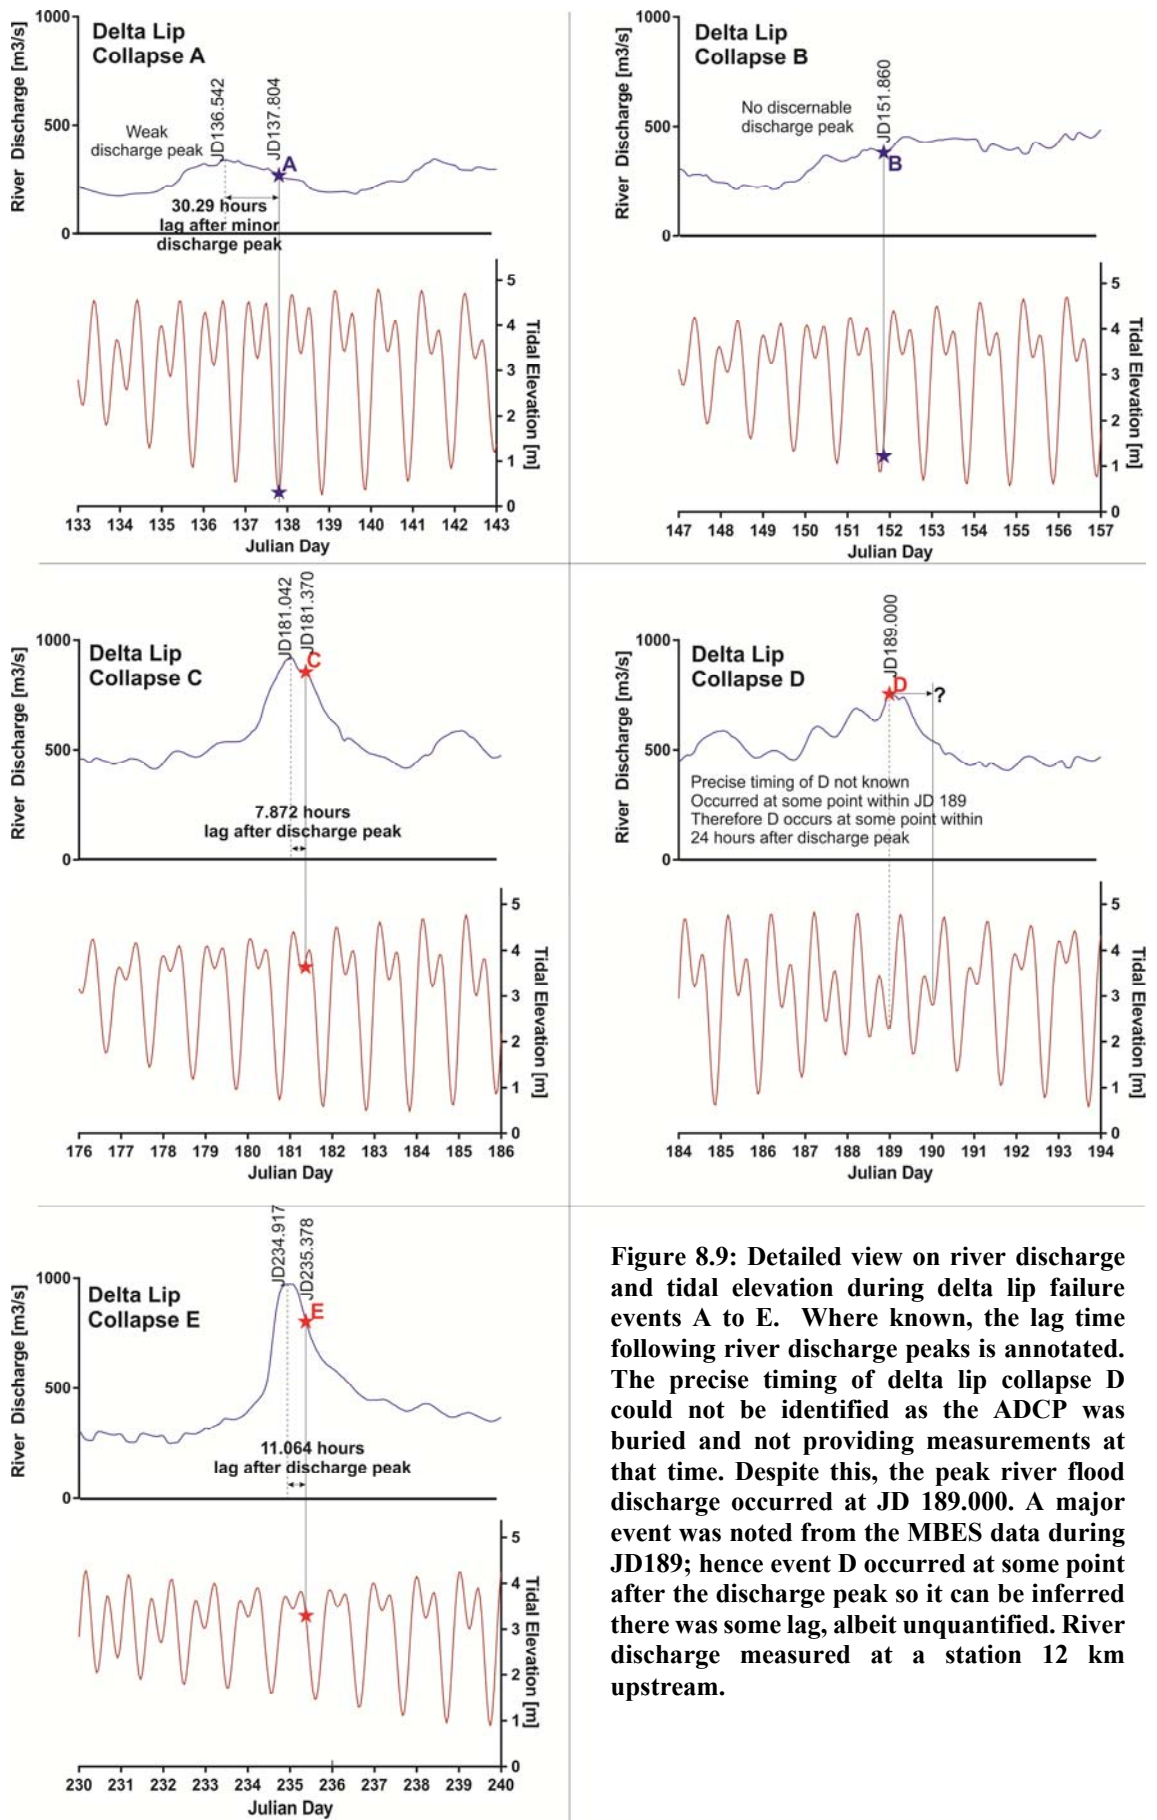 1000
500
0
River Discharge [m3/s]
Delta Lip
Collapse A
Weak
discharge peak
JD136.542
JD137.804
A
30.29 hours
lag after minor
discharge peak
5
4
3
2
1
0
Tidal Elevation [m]
133 134 135 136 137 138 139 140 141 142 143
Julian Day
1000
500
0
River Discharge [m3/s]
Delta Lip
Collapse B
No discernable
discharge peak
JD151.860
B
5
4
3
2
1
0
Tidal Elevation [m]
147 148 149 150 151 152 153 154 155 156 157
Julian Day
1000
500
0
River Discharge [m3/s]
Delta Lip
Collapse C
JD181.042
JD181.370
C
7.872 hours
lag after discharge peak
5
4
3
2
1
0
Tidal Elevation [m]
176 177 178 179 180 181 182 183 184 185 186
Julian Day
1000
500
0
River Discharge [m3/s]
Delta Lip
Collapse D
JD189.000
D
?
Precise timing of D not known
Occurred at some point within JD 189
Therefore D occurs at some point within
24 hours after discharge peak
5
4
3
2
1
0
Tidal Elevation [m]
184 185 186 187 188 189 190 191 192 193 194
Julian Day
1000
500
0
River Discharge [m3/s]
Delta Lip
Collapse E
JD234.917
JD235.378
E
11.064 hours
lag after discharge peak
5
4
3
2
1
0
Tidal Elevation [m]
230 231 232 233 234 235 236 237 238 239 240
Julian Day
Figure 8.9: Detailed view on river discharge
and tidal elevation during delta lip failure
events A to E. Where known, the lag time
following river discharge peaks is annotated.
The precise timing of delta lip collapse D
could not be identified as the ADCP was
buried and not providing measurements at
that time. Despite this, the peak river flood
discharge occurred at JD 189.000. A major
event was noted from the MBES data during
JD189; hence event D occurred at some point
after the discharge peak so it can be inferred
there was some lag, albeit unquantified. River
discharge measured at a station 12 km
upstream.